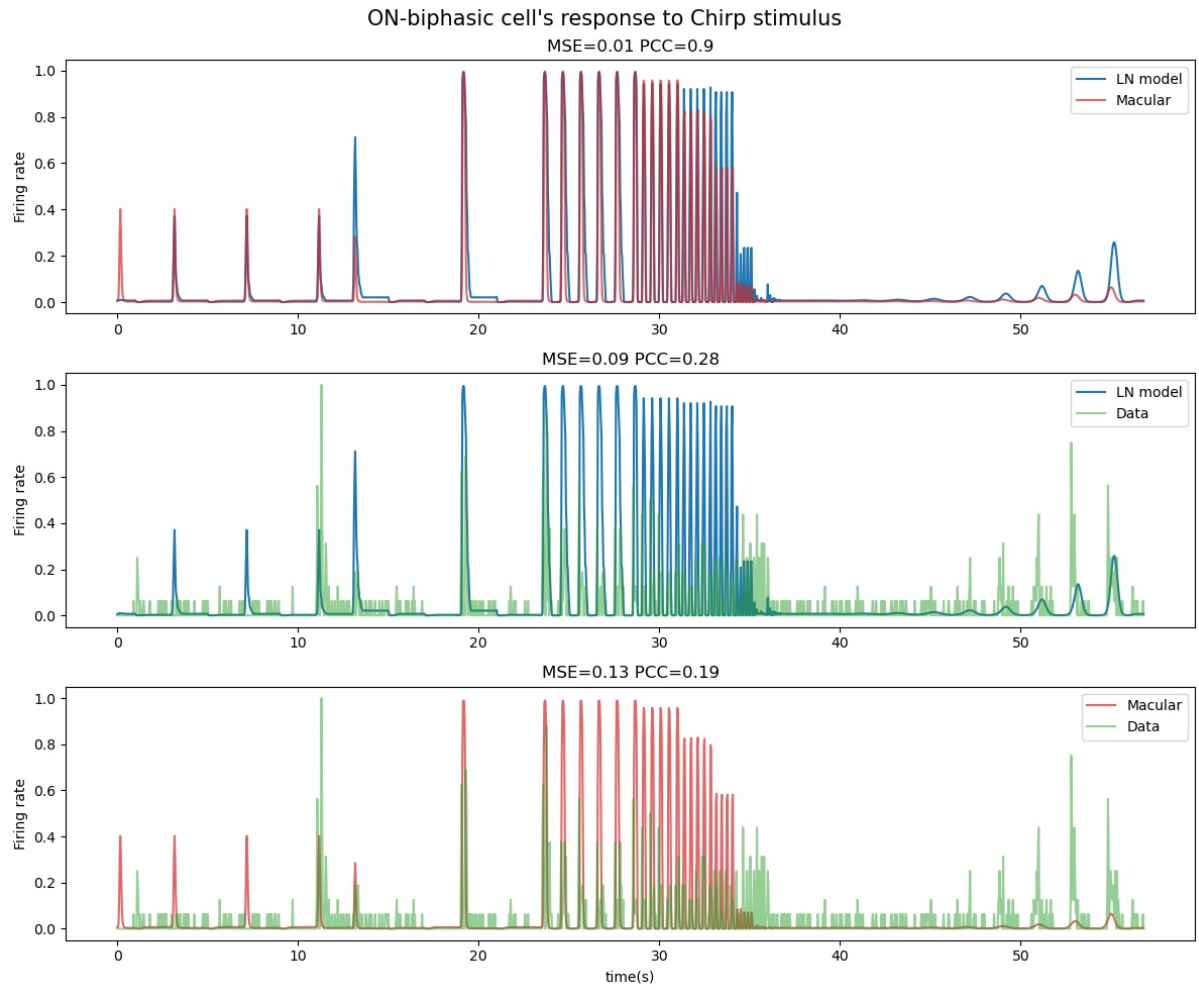 ON-biphasic cell's response to Chirp stimulus
MSE=0.01 PCC=0.9
Firing rate
1.0
0.8
0.6
0.4
0.2
0.0
LN model
Macular
0 10 20 30 40 50
MSE=0.09 PCC=0.28
Firing rate
1.0
0.8
0.6
0.4
0.2
0.0
LN model
Data
0 10 20 30 40 50
MSE=0.13 PCC=0.19
Firing rate
1.0
0.8
0.6
0.4
0.2
0.0
Macular
Data
0 10 20 30 40 50
time(s)